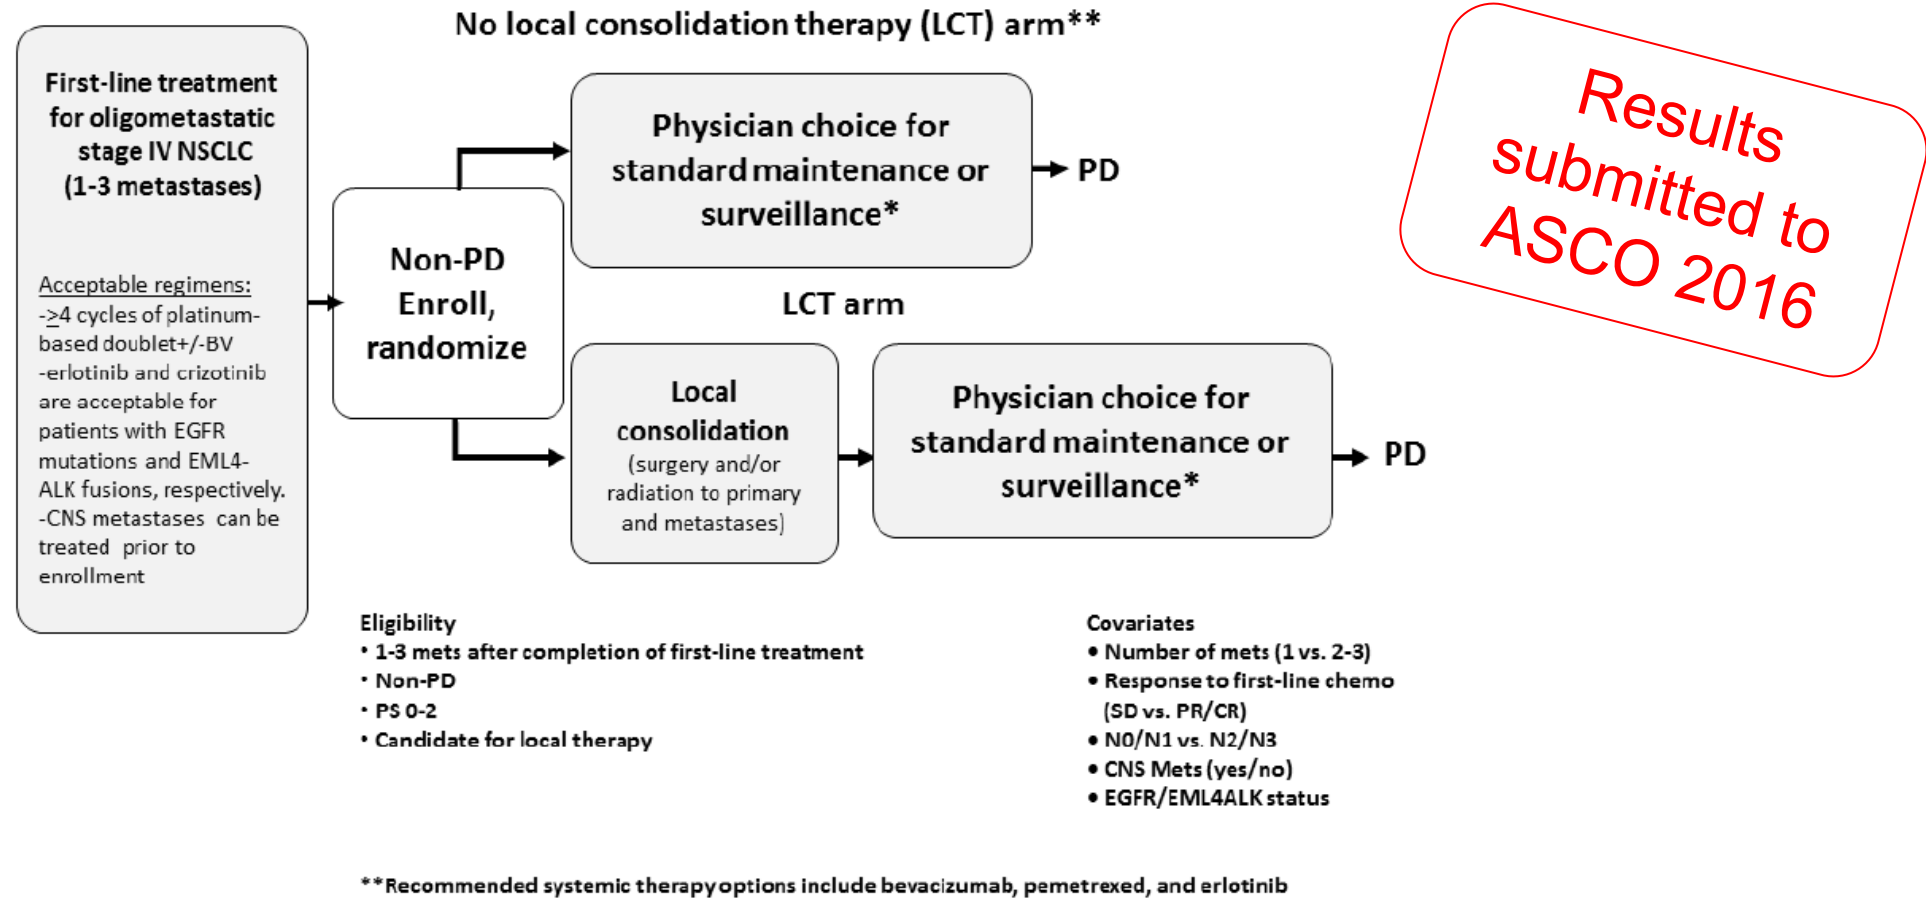 No local consolidation therapy (LCT) arm**
First-line treatment
for oligometastatic
stage IV NSCLC
(1-3 metastases)
Acceptable regimens:
->4 cycles of platinum-
based doublet+/-BV
-erlotinib and crizotinib
are acceptable for
patients with EGFR
mutations and EML4-
ALK fusions, respectively.
-CNS metastases can be
treated prior to
enrollment
Non-PD
Enroll,
randomize
Physician choice for
standard maintenance or
surveillance*
PD
LCT arm
Local
consolidation
(surgery and/or
radiation to primary
and metastases)
Physician choice for
standard maintenance or
surveillance*
PD
Results
submitted to
ASCO 2016
Eligibility
• 1-3 mets after completion of first-line treatment
• Non-PD
• PS 0-2
• Candidate for local therapy
Covariates
• Number of mets (1 vs. 2-3)
• Response to first-line chemo
(SD vs. PR/CR)
• N0/N1 vs. N2/N3
• CNS Mets (yes/no)
• EGFR/EML4ALK status
**Recommended systemic therapy options include bevacizumab, pemetrexed, and erlotinib